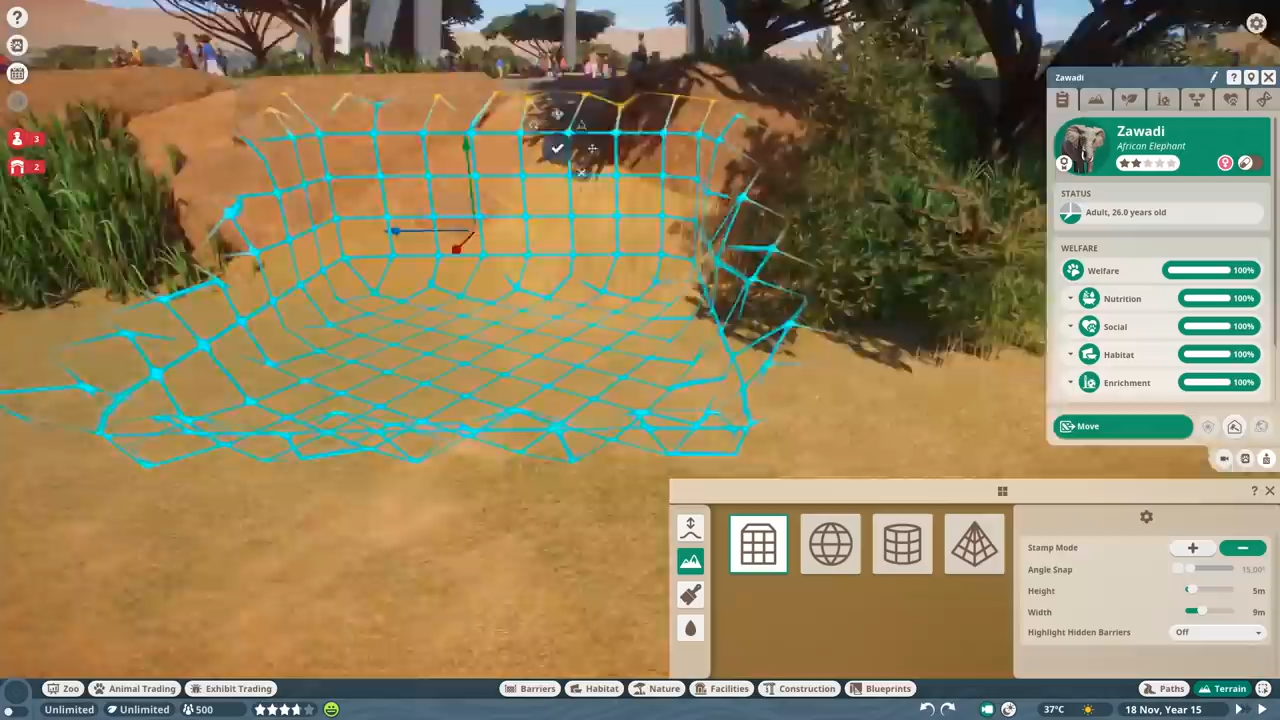 ?
Zawadi
?
Zawadi
African Elephant
3
2
STATUS
Adult, 26.0 years old
WELFARE
Welfare 100%
Nutrition 100%
Social 100%
Habitat 100%
Enrichment 100%
Move
?
Stamp Mode
Angle Snap 15.00°
Height 5m
Width 9m
Highlight Hidden Barriers Off
Zoo Animal Trading Exhibit Trading Barriers Habitat Nature Facilities Construction Blueprints Paths Terrain
Unlimited Unlimited 500 37°C 18 Nov, Year 15